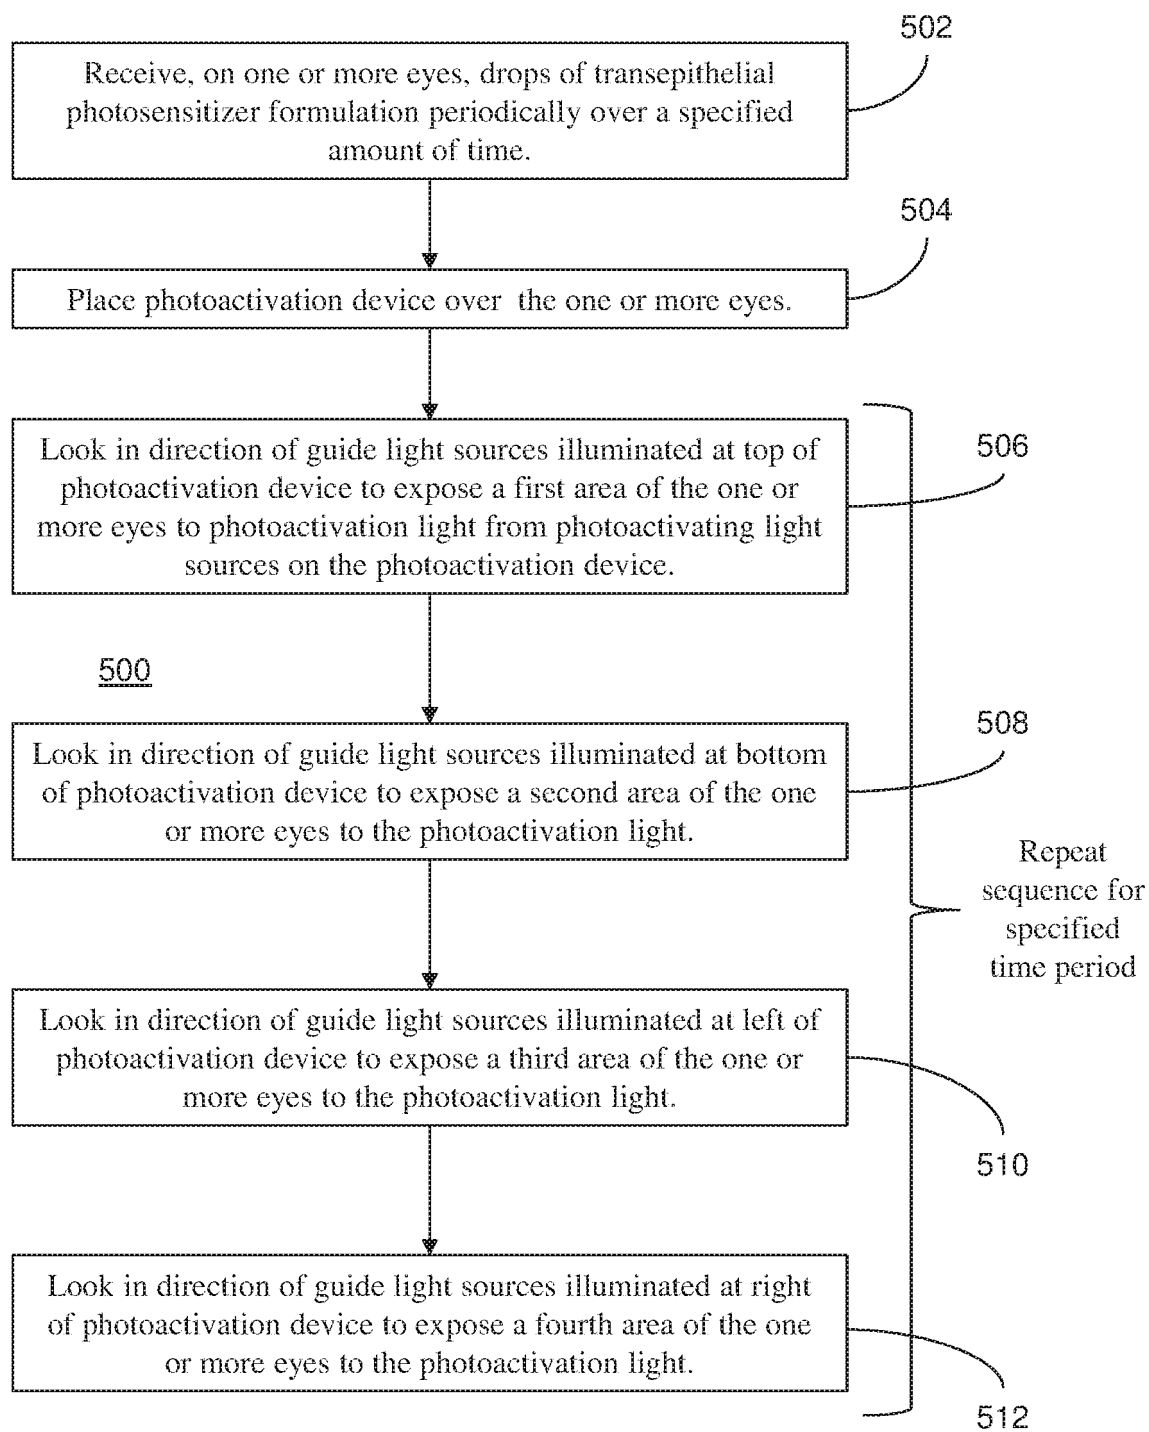 502
Receive, on one or more eyes, drops of transepithelial
photosensitizer formulation periodically over a specified
amount of time.
504
Place photoactivation device over the one or more eyes.
506
Look in direction of guide light sources illuminated at top of
photoactivation device to expose a first area of the one or
more eyes to photoactivation light from photoactivating light
sources on the photoactivation device.
500
508
Look in direction of guide light sources illuminated at bottom
of photoactivation device to expose a second area of the one
or more eyes to the photoactivation light.
Repeat
sequence for
specified
time period
Look in direction of guide light sources illuminated at left of
photoactivation device to expose a third area of the one or
more eyes to the photoactivation light.
510
Look in direction of guide light sources illuminated at right
of photoactivation device to expose a fourth area of the one
or more eyes to the photoactivation light.
512